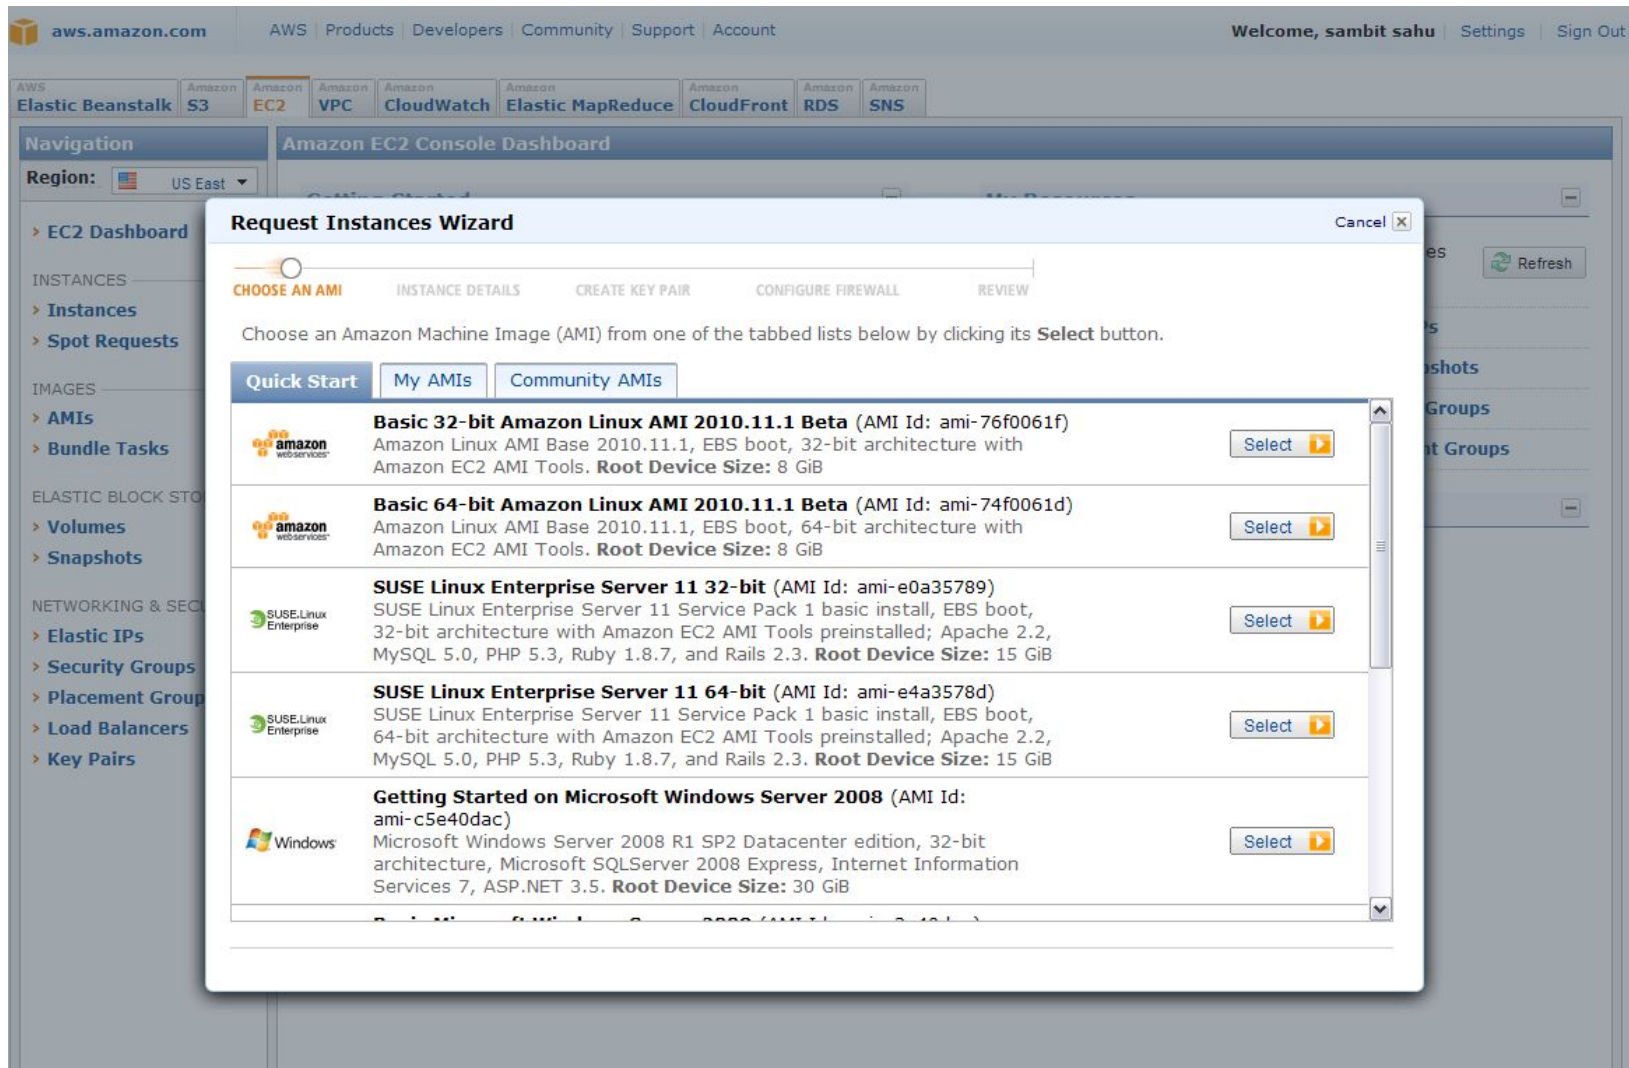 aws.amazon.com
AWS | Products | Developers | Community | Support | Account
Welcome, sambit sahu | Settings | Sign Out
AWS
Elastic Beanstalk
Amazon
S3
Amazon
EC2
Amazon
VPC
Amazon
CloudWatch
Amazon
Elastic MapReduce
Amazon
CloudFront
Amazon
RDS
Amazon
SNS
Navigation
Region: US East
EC2 Dashboard
INSTANCES
Instances
Spot Requests
IMAGES
AMIs
Bundle Tasks
ELASTIC BLOCK STO
Volumes
Snapshots
NETWORKING & SECU
Elastic IPs
Security Groups
Placement Group
Load Balancers
Key Pairs
Amazon EC2 Console Dashboard
Request Instances Wizard
Cancel
CHOOSE AN AMI
INSTANCE DETAILS
CREATE KEY PAIR
CONFIGURE FIREWALL
REVIEW
Choose an Amazon Machine Image (AMI) from one of the tabbed lists below by clicking its Select button.
Quick Start
My AMIs
Community AMIs
amazon
webservices
Basic 32-bit Amazon Linux AMI 2010.11.1 Beta (AMI Id: ami-76f0061f)
Amazon Linux AMI Base 2010.11.1, EBS boot, 32-bit architecture with
Amazon EC2 AMI Tools. Root Device Size: 8 GiB
Select
amazon
webservices
Basic 64-bit Amazon Linux AMI 2010.11.1 Beta (AMI Id: ami-74f0061d)
Amazon Linux AMI Base 2010.11.1, EBS boot, 64-bit architecture with
Amazon EC2 AMI Tools. Root Device Size: 8 GiB
Select
SUSE.Linux
Enterprise
SUSE Linux Enterprise Server 11 32-bit (AMI Id: ami-e0a35789)
SUSE Linux Enterprise Server 11 Service Pack 1 basic install, EBS boot,
32-bit architecture with Amazon EC2 AMI Tools preinstalled; Apache 2.2,
MySQL 5.0, PHP 5.3, Ruby 1.8.7, and Rails 2.3. Root Device Size: 15 GiB
Select
SUSE.Linux
Enterprise
SUSE Linux Enterprise Server 11 64-bit (AMI Id: ami-e4a3578d)
SUSE Linux Enterprise Server 11 Service Pack 1 basic install, EBS boot,
64-bit architecture with Amazon EC2 AMI Tools preinstalled; Apache 2.2,
MySQL 5.0, PHP 5.3, Ruby 1.8.7, and Rails 2.3. Root Device Size: 15 GiB
Select
Windows
Getting Started on Microsoft Windows Server 2008 (AMI Id:
ami-c5e40dac)
Microsoft Windows Server 2008 R1 SP2 Datacenter edition, 32-bit
architecture, Microsoft SQLServer 2008 Express, Internet Information
Services 7, ASP.NET 3.5. Root Device Size: 30 GiB
Select
es
Refresh
Ps
oshots
Groups
nt Groups